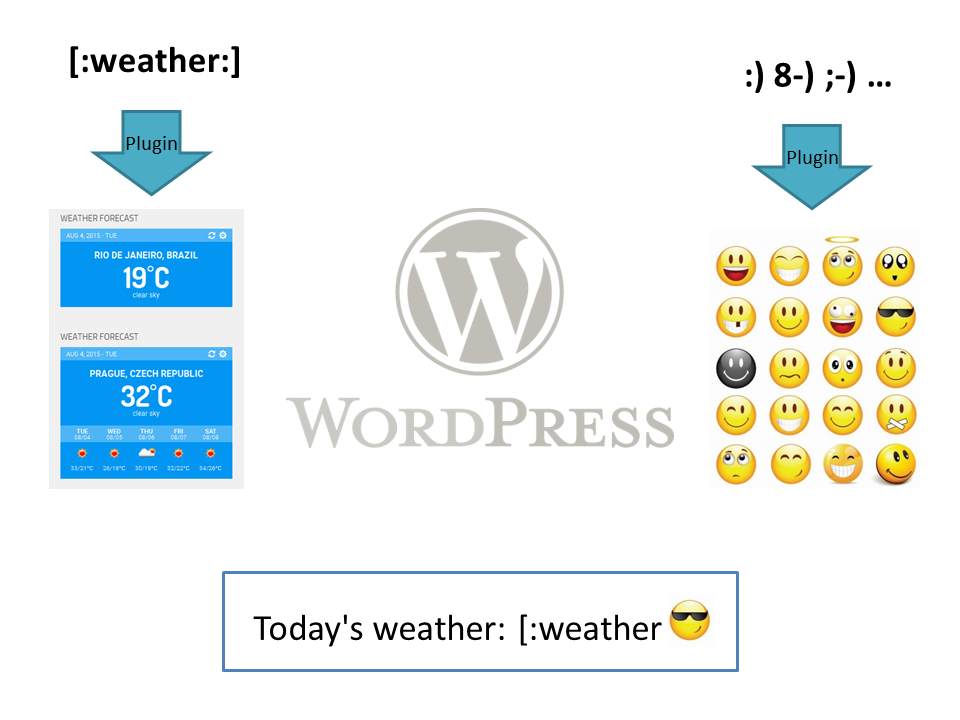 [:weather:]
:) 8-) ;-) …
Plugin
Plugin
WEATHER FORECAST
AUG 4, 2015 - TUE
RIO DE JANEIRO, BRAZIL
19°C
clear sky
WEATHER FORECAST
AUG 4, 2015 - TUE
PRAGUE, CZECH REPUBLIC
32°C
clear sky
TUE WED THU FRI SAT
08/04 08/05 08/06 08/07 08/08
33/21°C 26/18°C 30/19°C 32/22°C 34/26°C
W
WORDPRESS
Today's weather: [:weather